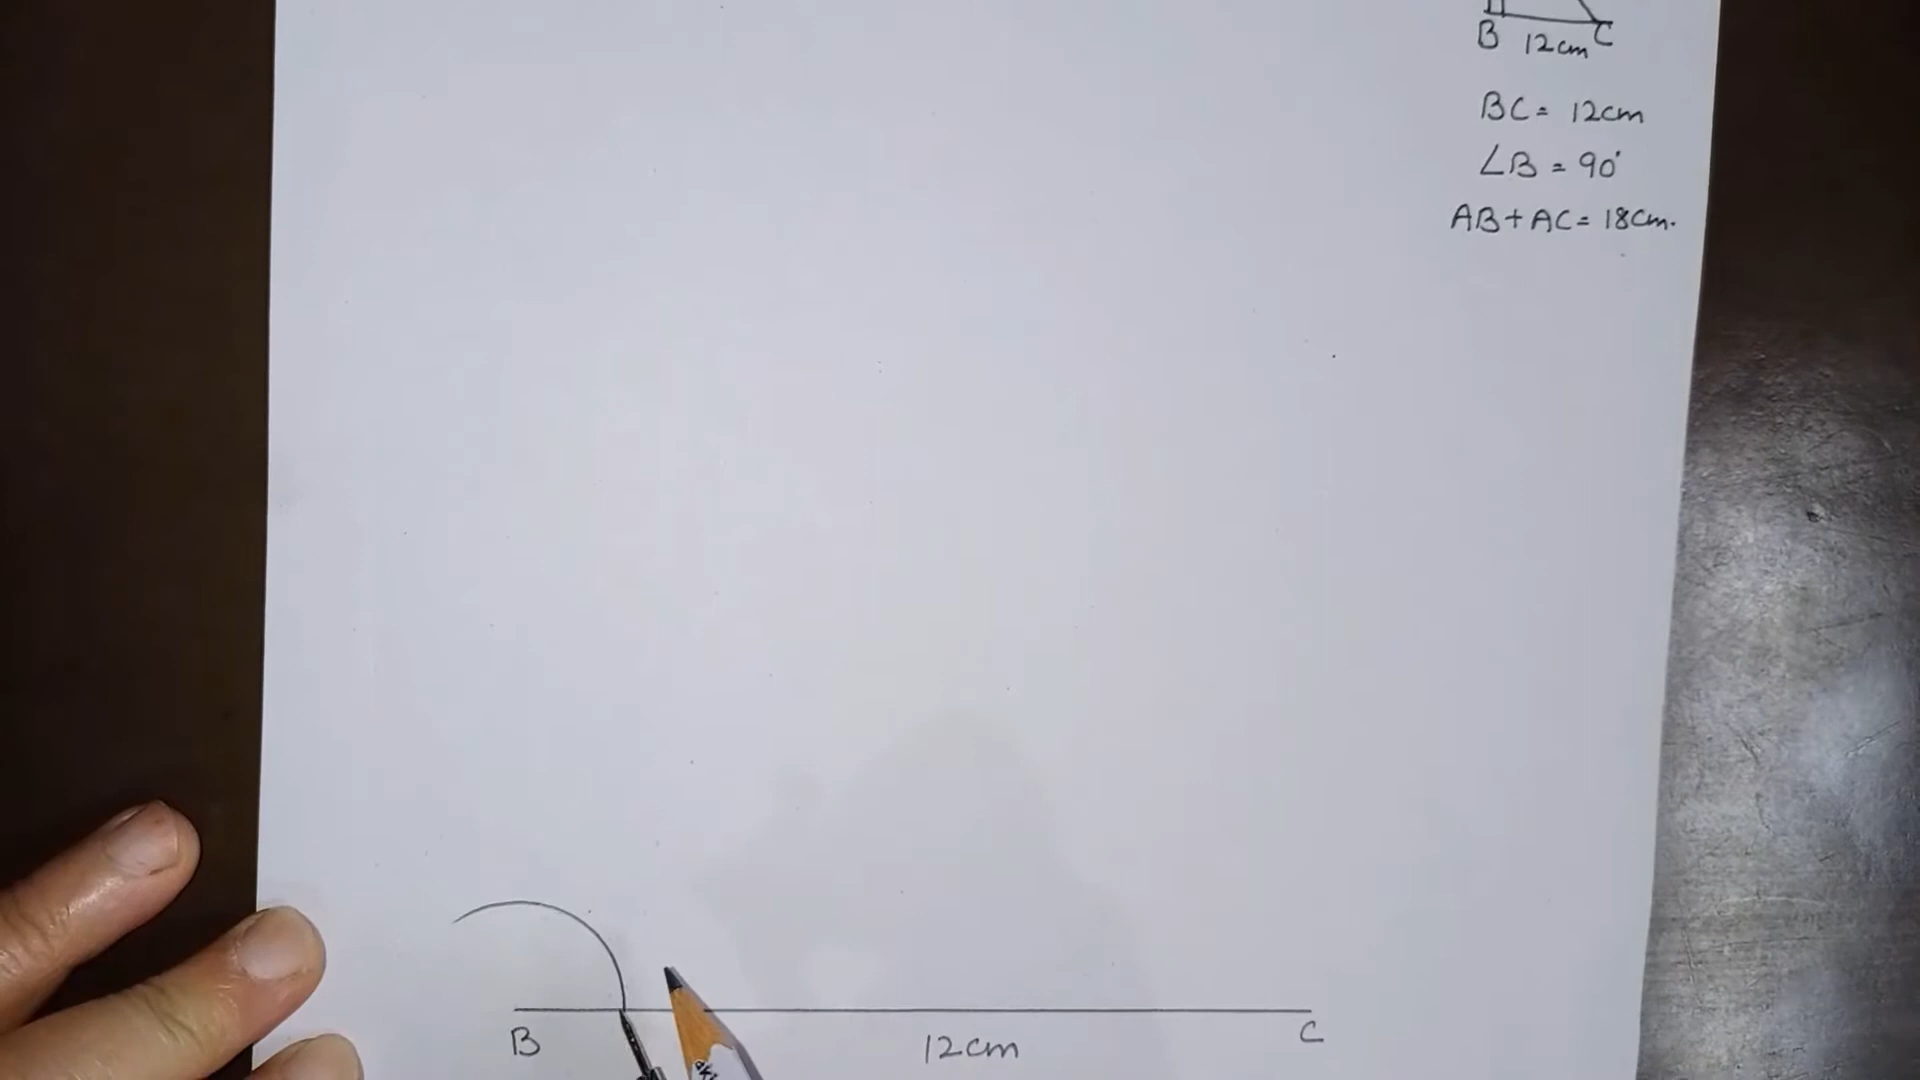 B 12cm C
BC = 12cm
∠B = 90°
AB + AC = 18cm.
B 12cm C